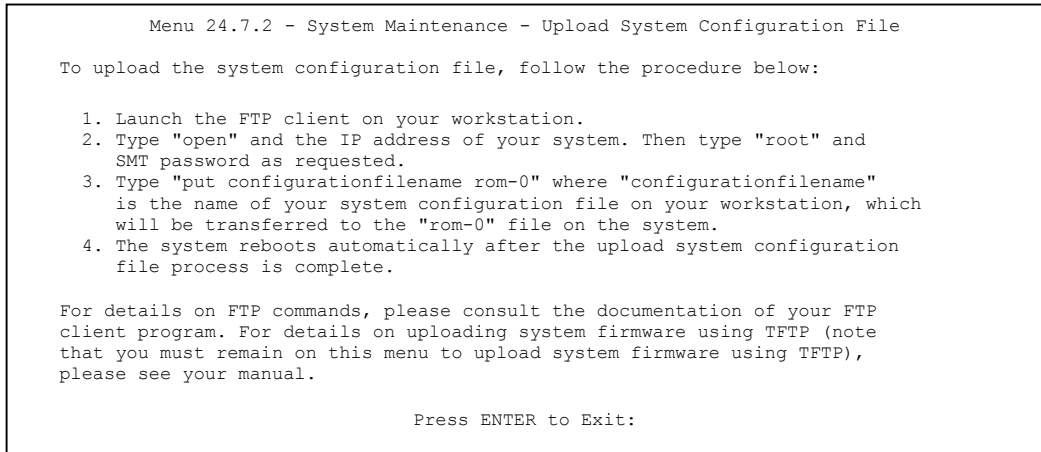 Menu 24.7.2 - System Maintenance - Upload System Configuration File
To upload the system configuration file, follow the procedure below:
1. Launch the FTP client on your workstation.
2. Type "open" and the IP address of your system. Then type "root" and
SMT password as requested.
3. Type "put configurationfilename rom-0" where "configurationfilename"
is the name of your system configuration file on your workstation, which
will be transferred to the "rom-0" file on the system.
4. The system reboots automatically after the upload system configuration
file process is complete.
For details on FTP commands, please consult the documentation of your FTP
client program. For details on uploading system firmware using TFTP (note
that you must remain on this menu to upload system firmware using TFTP),
please see your manual.
Press ENTER to Exit: